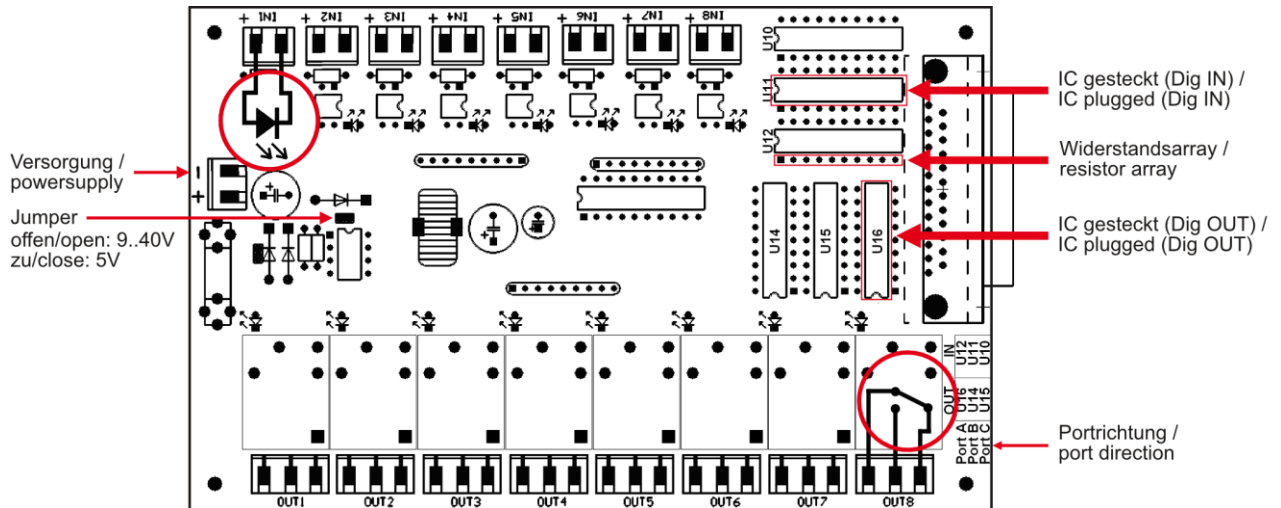 + IN1
+ IN2
+ IN3
+ IN4
+ IN5
+ IN6
+ IN7
+ IN8
U10
U11
U12
IC gesteckt (Dig IN) /
IC plugged (Dig IN)
Widerstandsarray /
resistor array
IC gesteckt (Dig OUT) /
IC plugged (Dig OUT)
Versorgung /
powersupply
-
+
Jumper
offen/open: 9..40V
zu/close: 5V
+
+
+
U14
U15
U16
IN
U12
U11
U10
OUT
U16
U14
U15
Port A
Port B
Port C
Portrichtung /
port direction
OUT1
OUT2
OUT3
OUT4
OUT5
OUT6
OUT7
OUT8